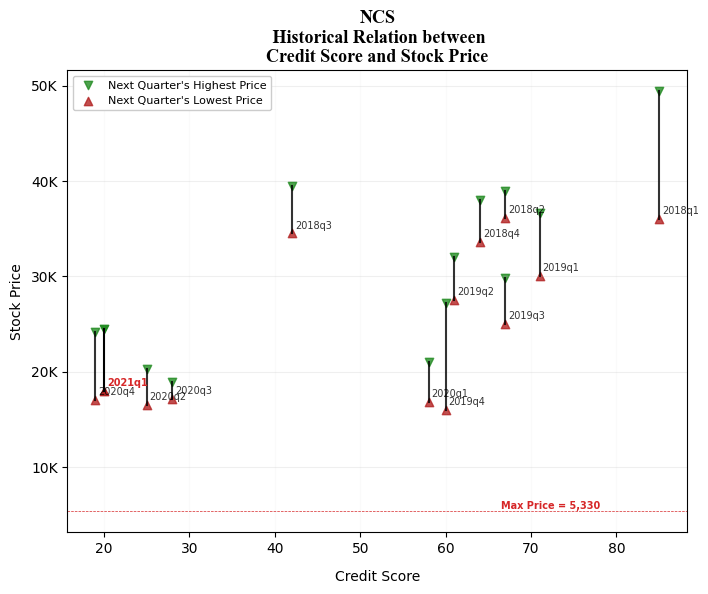 NCS
Historical Relation between
Credit Score and Stock Price
Next Quarter's Highest Price
Next Quarter's Lowest Price
50K
40K
30K
20K
10K
Stock Price
2018q1
2018q2
2018q3
2018q4
2019q1
2019q2
2019q3
2021q1
2020q4
2020q2
2020q3
2020q1
2019q4
Max Price = 5,330
20
30
40
50
60
70
80
Credit Score